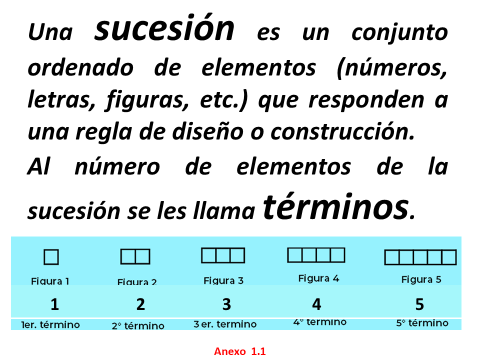 Una sucesión es un conjunto
ordenado de elementos (números,
letras, figuras, etc.) que responden a
una regla de diseño o construcción.
Al número de elementos de la
sucesión se les llama términos.
Figura 1 Figura 2 Figura 3 Figura 4 Figura 5
1 2 3 4 5
1er. término 2° término 3 er. termino 4° termino 5° término
Anexo 1.1